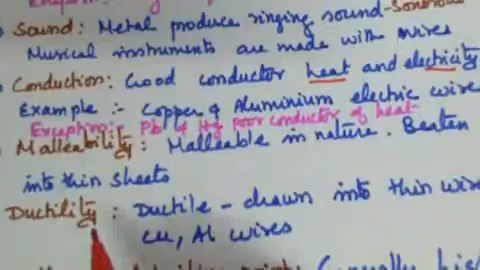 Sound: Metal produce ringing sound-Sonorous
Musical instruments are made with wires
Conduction: Good conductor heat and electricity
Example :- Copper & Aluminium electric wire
Exception: Pb & Hg poor conductor of heat
Malleability: Malleable in nature. Beaten
into thin sheets
Ductility: Ductile - drawn into thin wire
Cu, Al wires